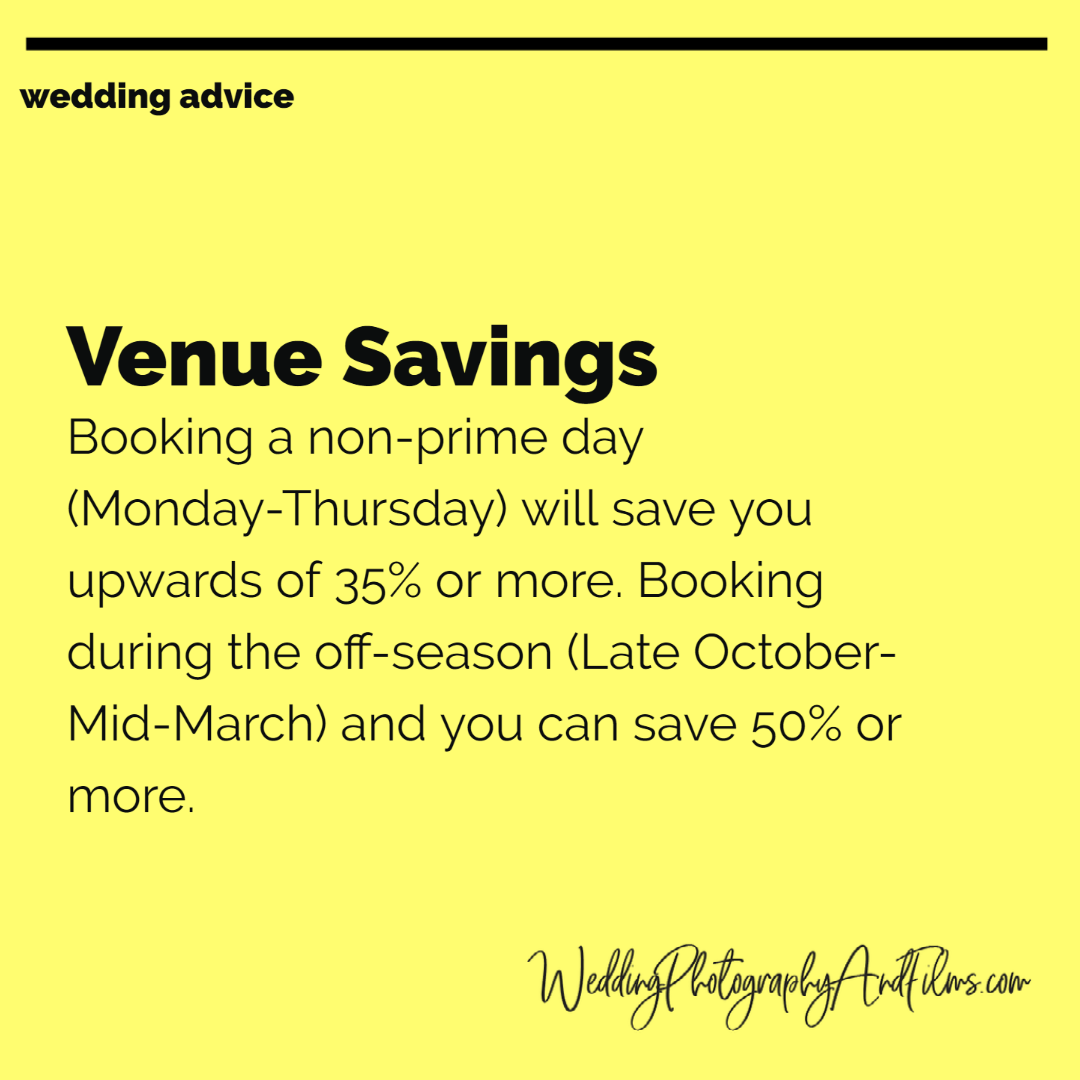 wedding advice
Venue Savings
Booking a non-prime day
(Monday-Thursday) will save you
upwards of 35% or more. Booking
during the off-season (Late October-
Mid-March) and you can save 50% or
more.
WeddingPhotographyAndFilms.com